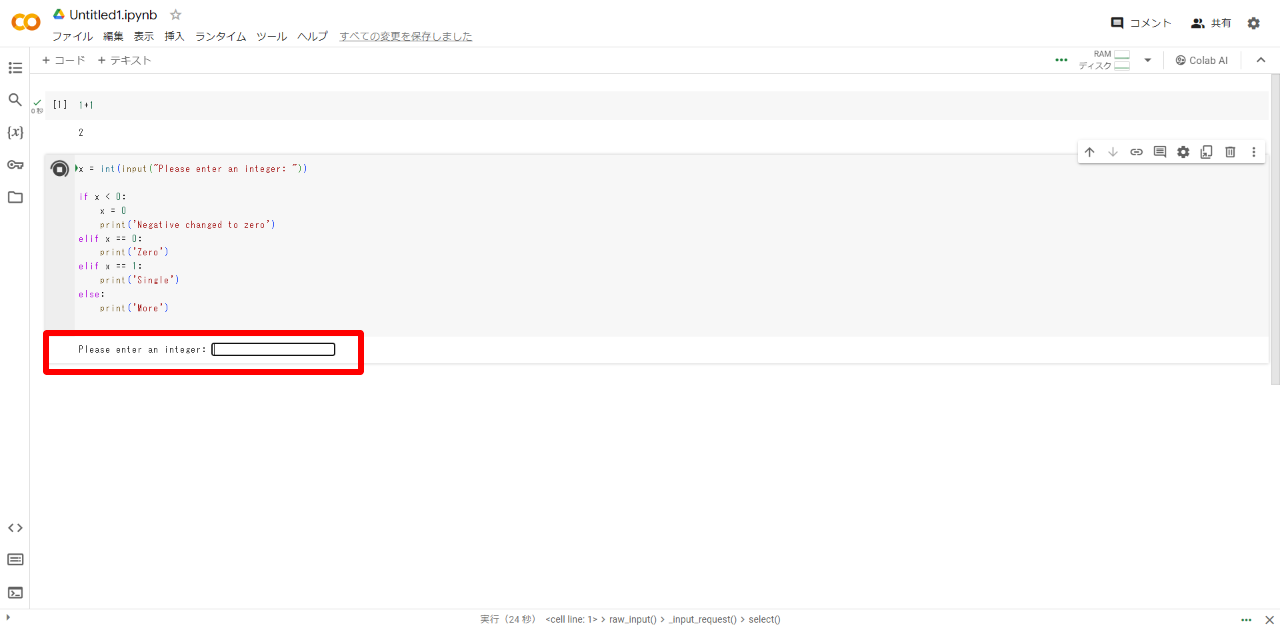 Untitled1.ipynb
ファイル 編集 表示 挿入 ランタイム ツール ヘルプ すべての変更を保存しました
コメント 共有
+ コード + テキスト
RAM
ディスク
Colab AI
[1] 1+1
0 秒
2
x = int(input("Please enter an integer: "))
if x < 0:
x = 0
print('Negative changed to zero')
elif x == 0:
print('Zero')
elif x == 1:
print('Single')
else:
print('More')
Please enter an integer:
{x}
実行（24 秒） <cell line: 1> > raw_input() > _input_request() > select()